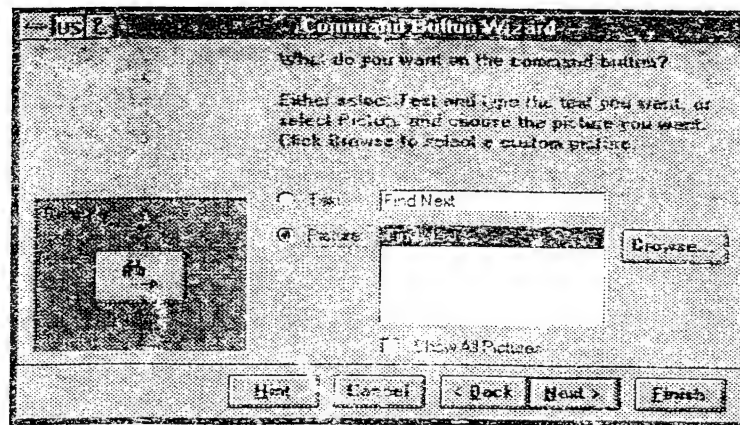 US ?
Command Button Wizard
What do you want on the command button?
Either select Text and type the text you want, or
select Picture and choose the picture you want.
Click Browse to select a custom picture.
Text Find Next
Picture
Browse...
Show All Pictures
Hint Cancel < Back Next > Finish